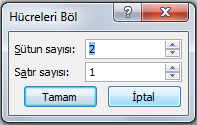 Hücreleri Böl
Sütun sayısı: 2
Satır sayısı: 1
Tamam İptal